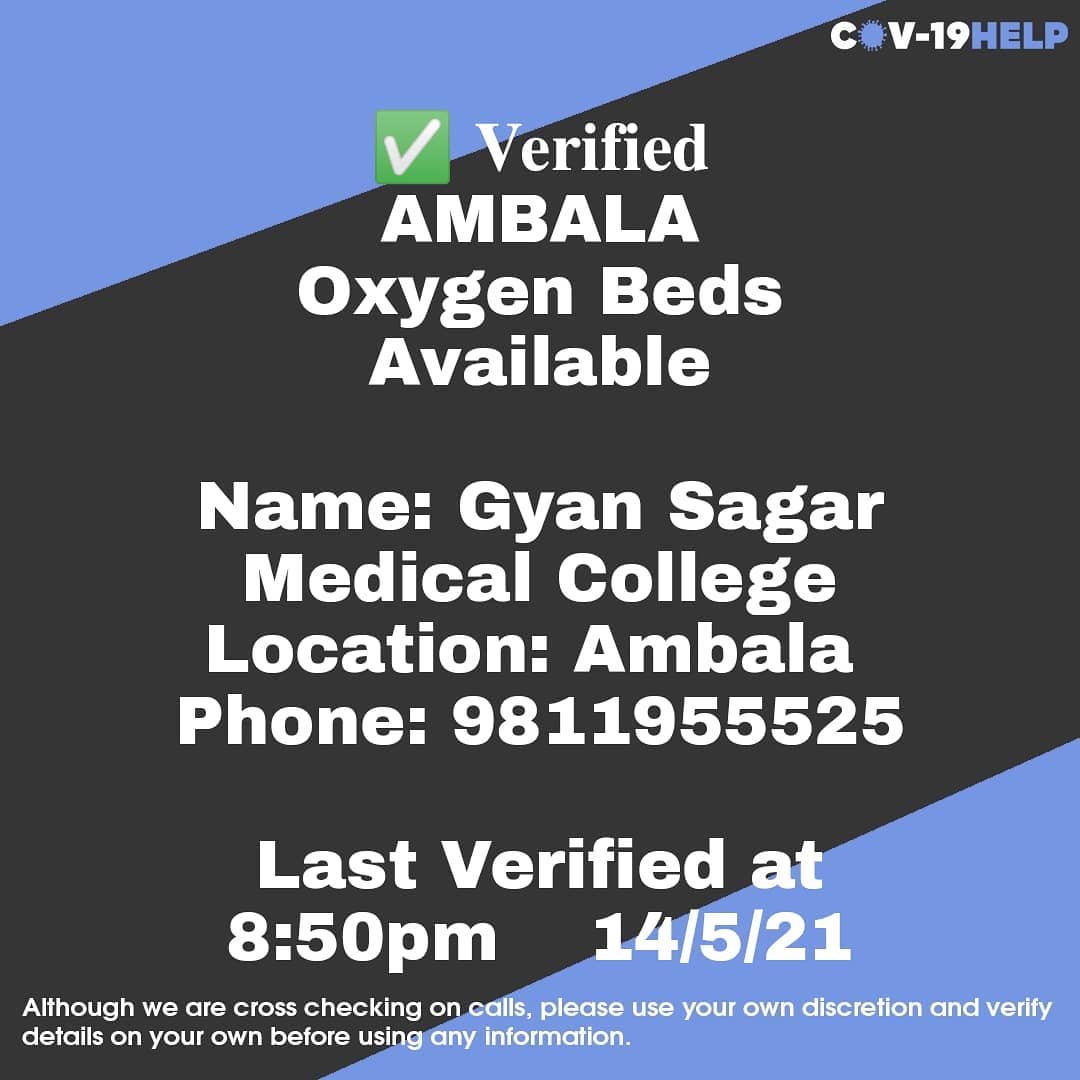 COV-19HELP
✅ Verified
AMBALA
Oxygen Beds
Available
Name: Gyan Sagar
Medical College
Location: Ambala
Phone: 9811955525
Last Verified at
8:50pm 14/5/21
Although we are cross checking on calls, please use your own discretion and verify
details on your own before using any information.